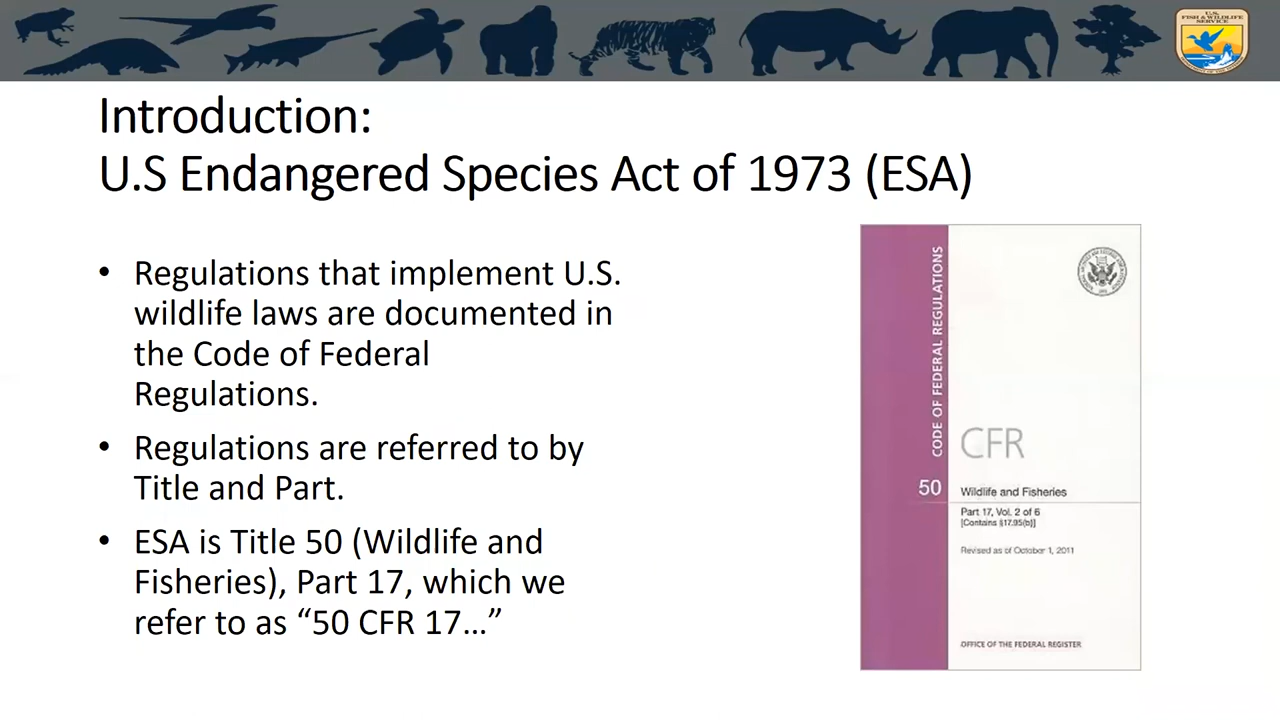 U.S.
FISH & WILDLIFE
SERVICE
Introduction:
U.S Endangered Species Act of 1973 (ESA)
• Regulations that implement U.S.
wildlife laws are documented in
the Code of Federal
Regulations.
• Regulations are referred to by
Title and Part.
• ESA is Title 50 (Wildlife and
Fisheries), Part 17, which we
refer to as “50 CFR 17…”
CODE OF FEDERAL REGULATIONS
CFR
50
Wildlife and Fisheries
Part 17, Vol. 2 of 6
[Contains §17.95(b)]
Revised as of October 1, 2011
OFFICE OF THE FEDERAL REGISTER